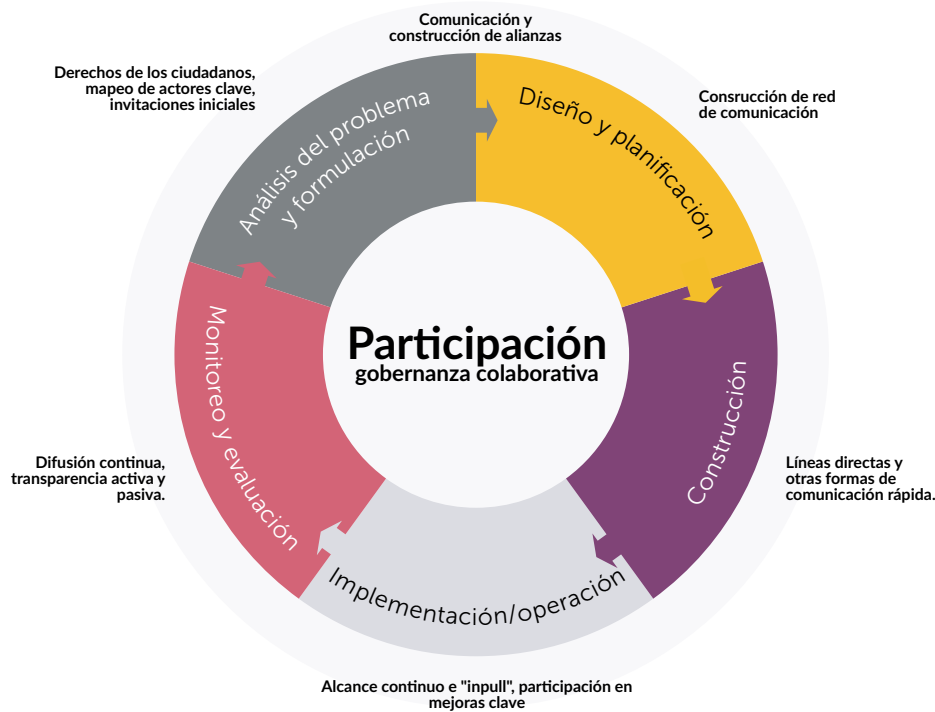 Comunicación y
construcción de alianzas
Derechos de los ciudadanos,
mapeo de actores clave,
invitaciones iniciales
Consrucción de red
de comunicación
Análisis del problema
y formulación
Diseño y planificación
Participación
gobernanza colaborativa
Monitoreo y evaluación
Construcción
Difusión continua,
transparencia activa y
pasiva.
Líneas directas y
otras formas de
comunicación rápida.
Implementación/operación
Alcance continuo e "inpull", participación en
mejoras clave